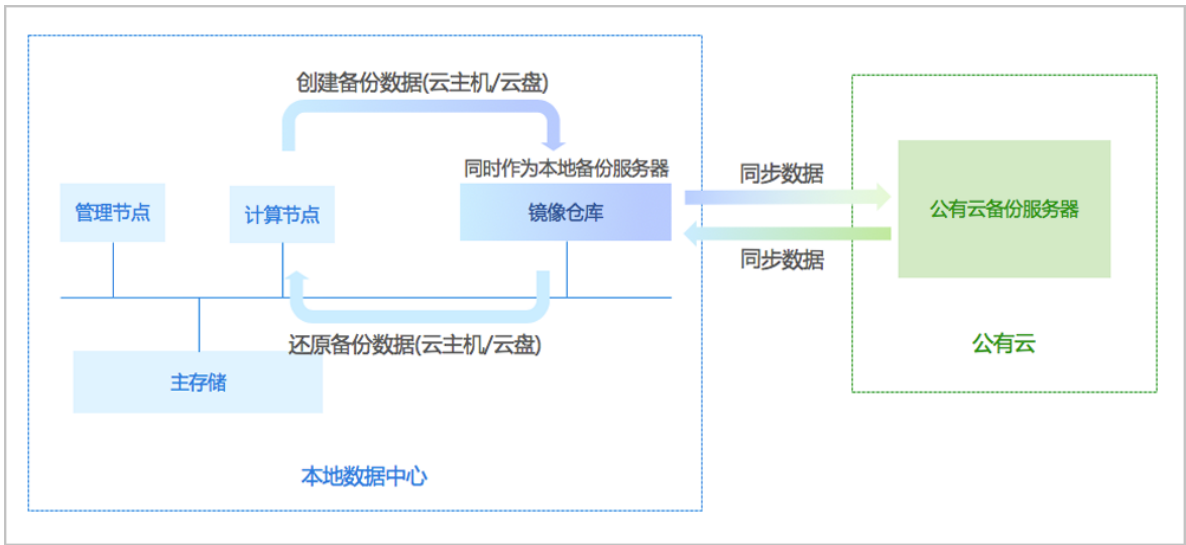 创建备份数据(云主机/云盘)
同时作为本地备份服务器
同步数据
管理节点
计算节点
镜像仓库
公有云备份服务器
同步数据
还原备份数据(云主机/云盘)
公有云
主存储
本地数据中心